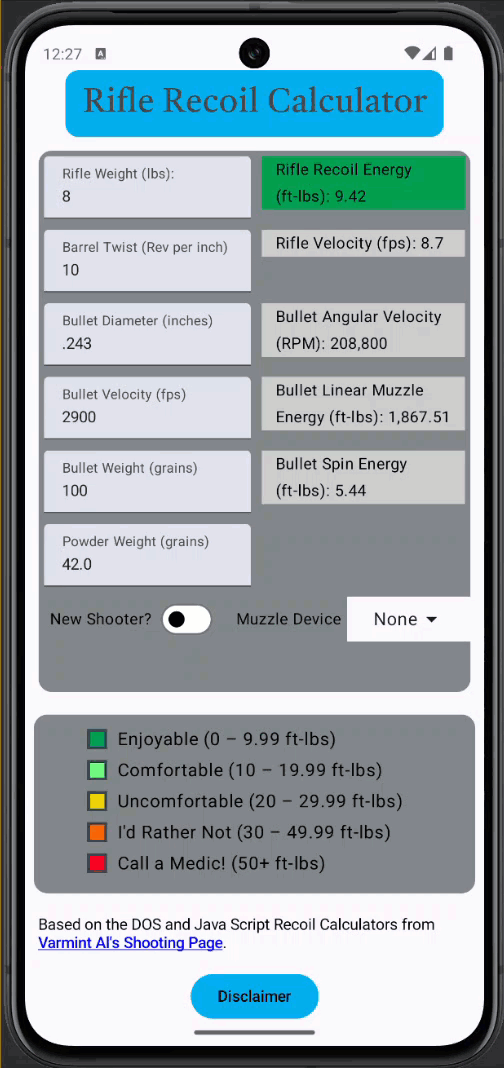 12:27 A
Rifle Recoil Calculator
Rifle Weight (lbs):
8
Rifle Recoil Energy
(ft-lbs): 9.42
Barrel Twist (Rev per inch)
10
Rifle Velocity (fps): 8.7
Bullet Diameter (inches)
.243
Bullet Angular Velocity
(RPM): 208,800
Bullet Velocity (fps)
2900
Bullet Linear Muzzle
Energy (ft-lbs): 1,867.51
Bullet Weight (grains)
100
Bullet Spin Energy
(ft-lbs): 5.44
Powder Weight (grains)
42.0
New Shooter? Muzzle Device None
Enjoyable (0 – 9.99 ft-lbs)
Comfortable (10 – 19.99 ft-lbs)
Uncomfortable (20 – 29.99 ft-lbs)
I'd Rather Not (30 – 49.99 ft-lbs)
Call a Medic! (50+ ft-lbs)
Based on the DOS and Java Script Recoil Calculators from
Varmint Al's Shooting Page.
Disclaimer